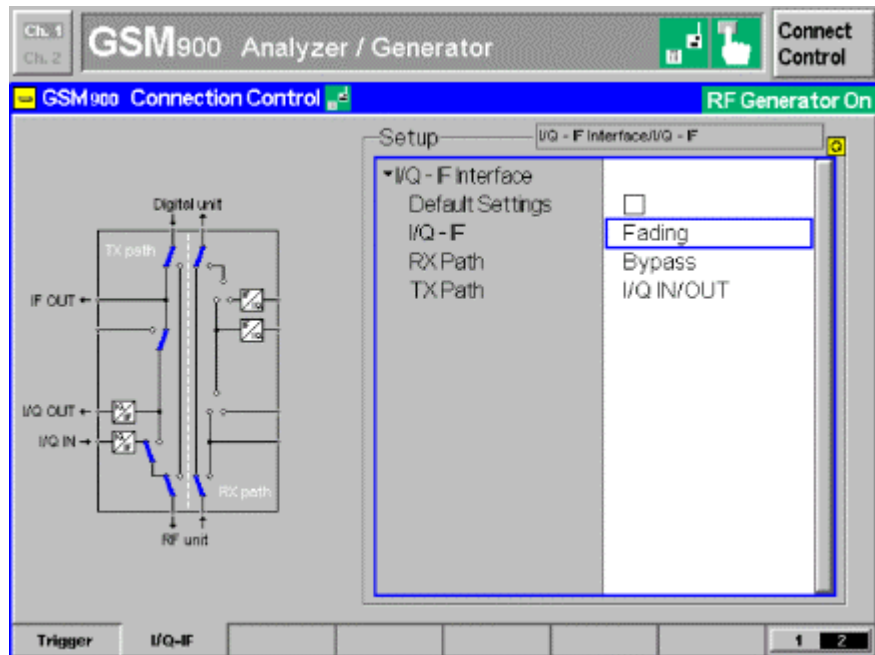 Ch. 1
Ch. 2
GSM900 Analyzer / Generator
Connect
Control
GSM 900 Connection Control
RF Generator On
Setup
I/Q - IF Interface/I/Q - IF
I/Q - IF Interface
Default Settings
I/Q - IF
Fading
RX Path
Bypass
TX Path
I/Q IN/OUT
Digital unit
TX path
IF OUT
I/Q OUT
I/Q IN
RX path
RF unit
Trigger
I/Q-IF
1 2